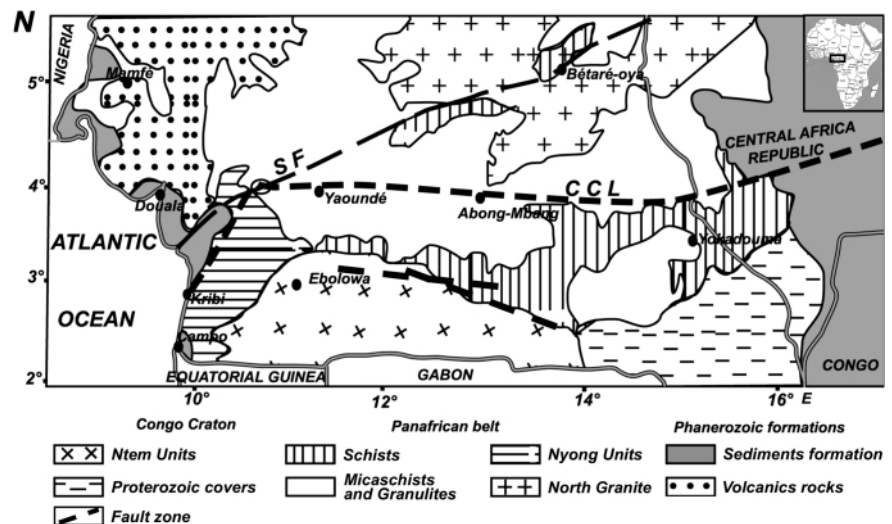 N
NIGERIA
5°
Mamfé
Bétaré-oya
CENTRAL AFRICA
REPUBLIC
S F
4°
C C L
Douala
Yaoundé
Abong-Mbang
ATLANTIC
Yokadouma
3°
Ebolowa
Kribi
OCEAN
Campo
2°
EQUATORIAL GUINEA
GABON
CONGO
10°
12°
14°
16°
E
Congo Craton
Panafrican belt
Phanerozoic formations
Ntem Units
Schists
Nyong Units
Sediments formation
Proterozoic covers
Micaschists
and Granulites
North Granite
Volcanics rocks
Fault zone